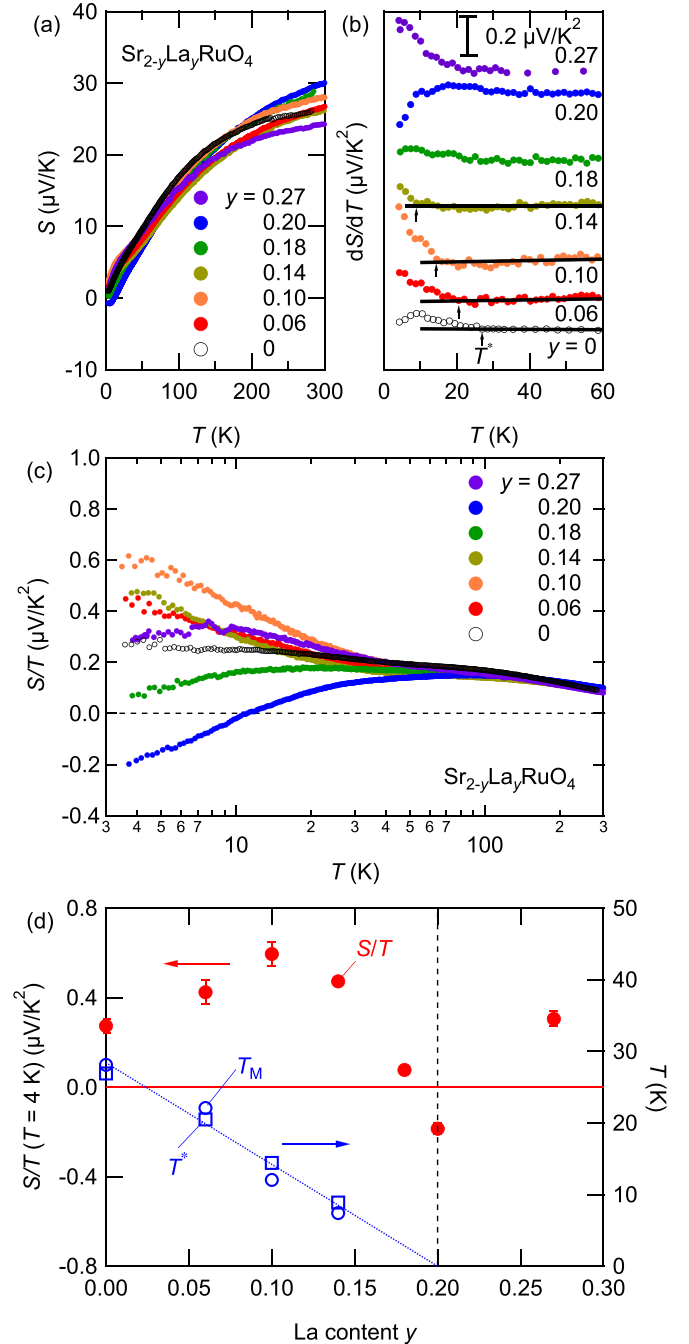 (a)
Sr2-yLayRuO4
40
30
20
10
0
-10
S (µV/K)
y = 0.27
0.20
0.18
0.14
0.10
0.06
0
0 100 200 300
T (K)
(b)
0.2 µV/K²
0.27
0.20
0.18
0.14
0.10
0.06
y = 0
T*
dS/dT (µV/K²)
0 20 40 60
T (K)
(c)
1.0
0.8
0.6
0.4
0.2
0.0
-0.2
-0.4
S/T (µV/K²)
y = 0.27
0.20
0.18
0.14
0.10
0.06
0
Sr2-yLayRuO4
3 4 5 6 7 10 2 3 4 5 6 7 100 2 3
T (K)
(d)
0.8
0.4
0.0
-0.4
-0.8
S/T (T = 4 K) (µV/K²)
S/T
TM
T*
50
40
30
20
10
0
T (K)
0.00 0.05 0.10 0.15 0.20 0.25 0.30
La content y